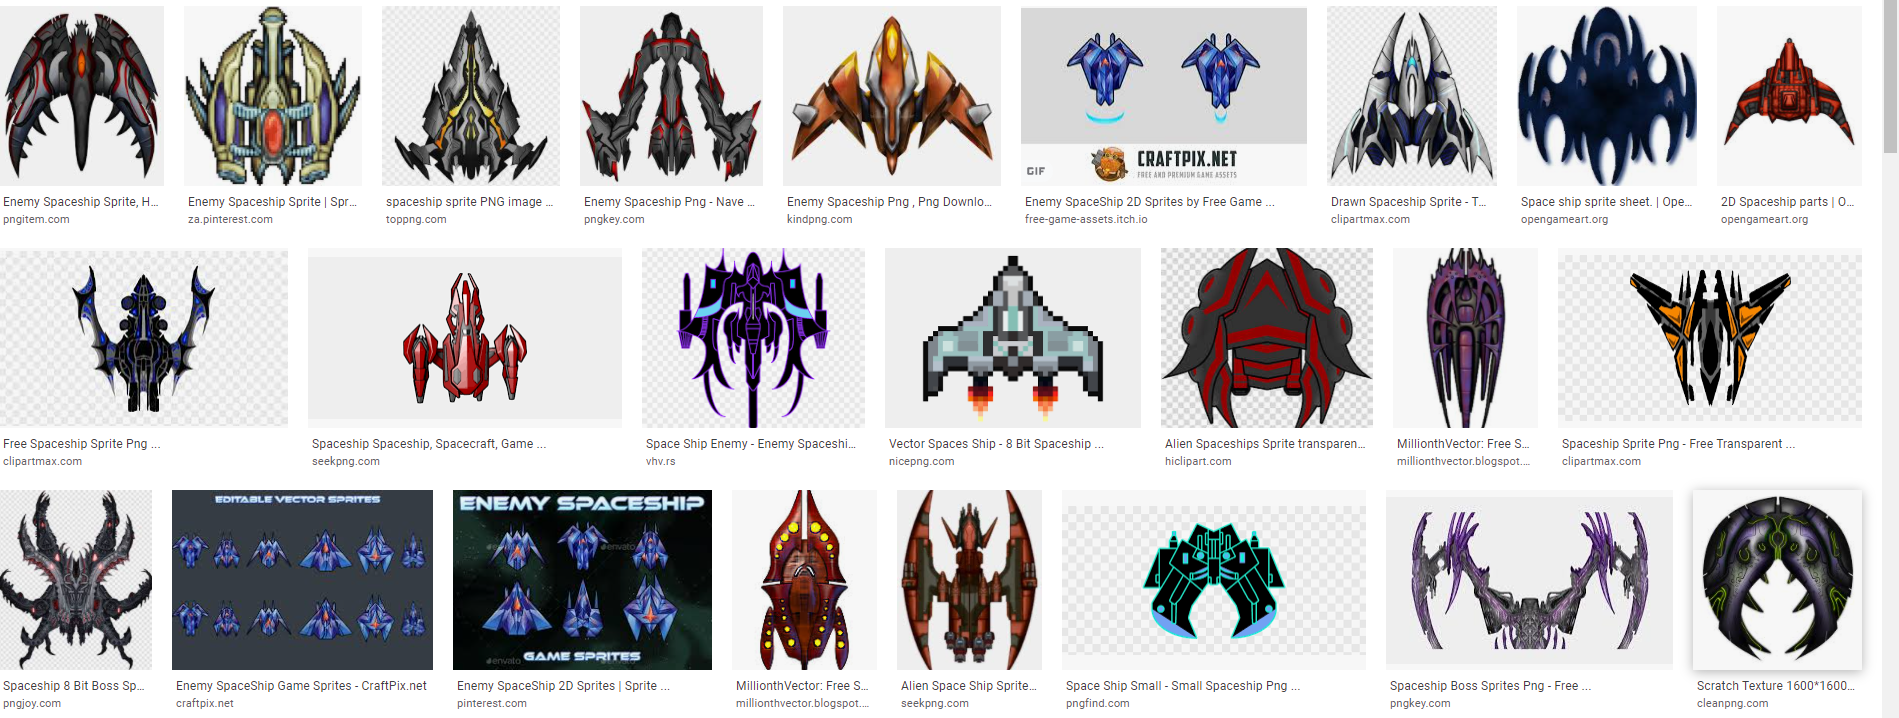 GIF
CRAFTPIX.NET
FREE AND PREMIUM GAME ASSETS
Enemy Spaceship Sprite, H...
pngitem.com
Enemy Spaceship Sprite | Spr...
za.pinterest.com
spaceship sprite PNG image ...
toppng.com
Enemy Spaceship Png - Nave ...
pngkey.com
Enemy Spaceship Png , Png Downlo...
kindpng.com
Enemy SpaceShip 2D Sprites by Free Game ...
free-game-assets.itch.io
Drawn Spaceship Sprite - T...
clipartmax.com
Space ship sprite sheet. | Ope...
opengameart.org
2D Spaceship parts | O...
opengameart.org
Free Spaceship Sprite Png ...
clipartmax.com
Spaceship Spaceship, Spacecraft, Game ...
seekpng.com
Space Ship Enemy - Enemy Spaceshi...
vhv.rs
Vector Spaces Ship - 8 Bit Spaceship ...
nicepng.com
Alien Spaceships Sprite transparen...
hiclipart.com
MillionthVector: Free S...
millionthvector.blogspot....
Spaceship Sprite Png - Free Transparent ...
clipartmax.com
EDITABLE VECTOR SPRITES
ENEMY SPACESHIP
envato
envato
envato
GAME SPRITES
Spaceship 8 Bit Boss Sp...
pngjoy.com
Enemy SpaceShip Game Sprites - CraftPix.net
craftpix.net
Enemy SpaceShip 2D Sprites | Sprite ...
pinterest.com
MillionthVector: Free S...
millionthvector.blogspot....
Alien Space Ship Sprite...
seekpng.com
Space Ship Small - Small Spaceship Png ...
pngfind.com
Spaceship Boss Sprites Png - Free ...
pngkey.com
Scratch Texture 1600*1600...
cleanpng.com